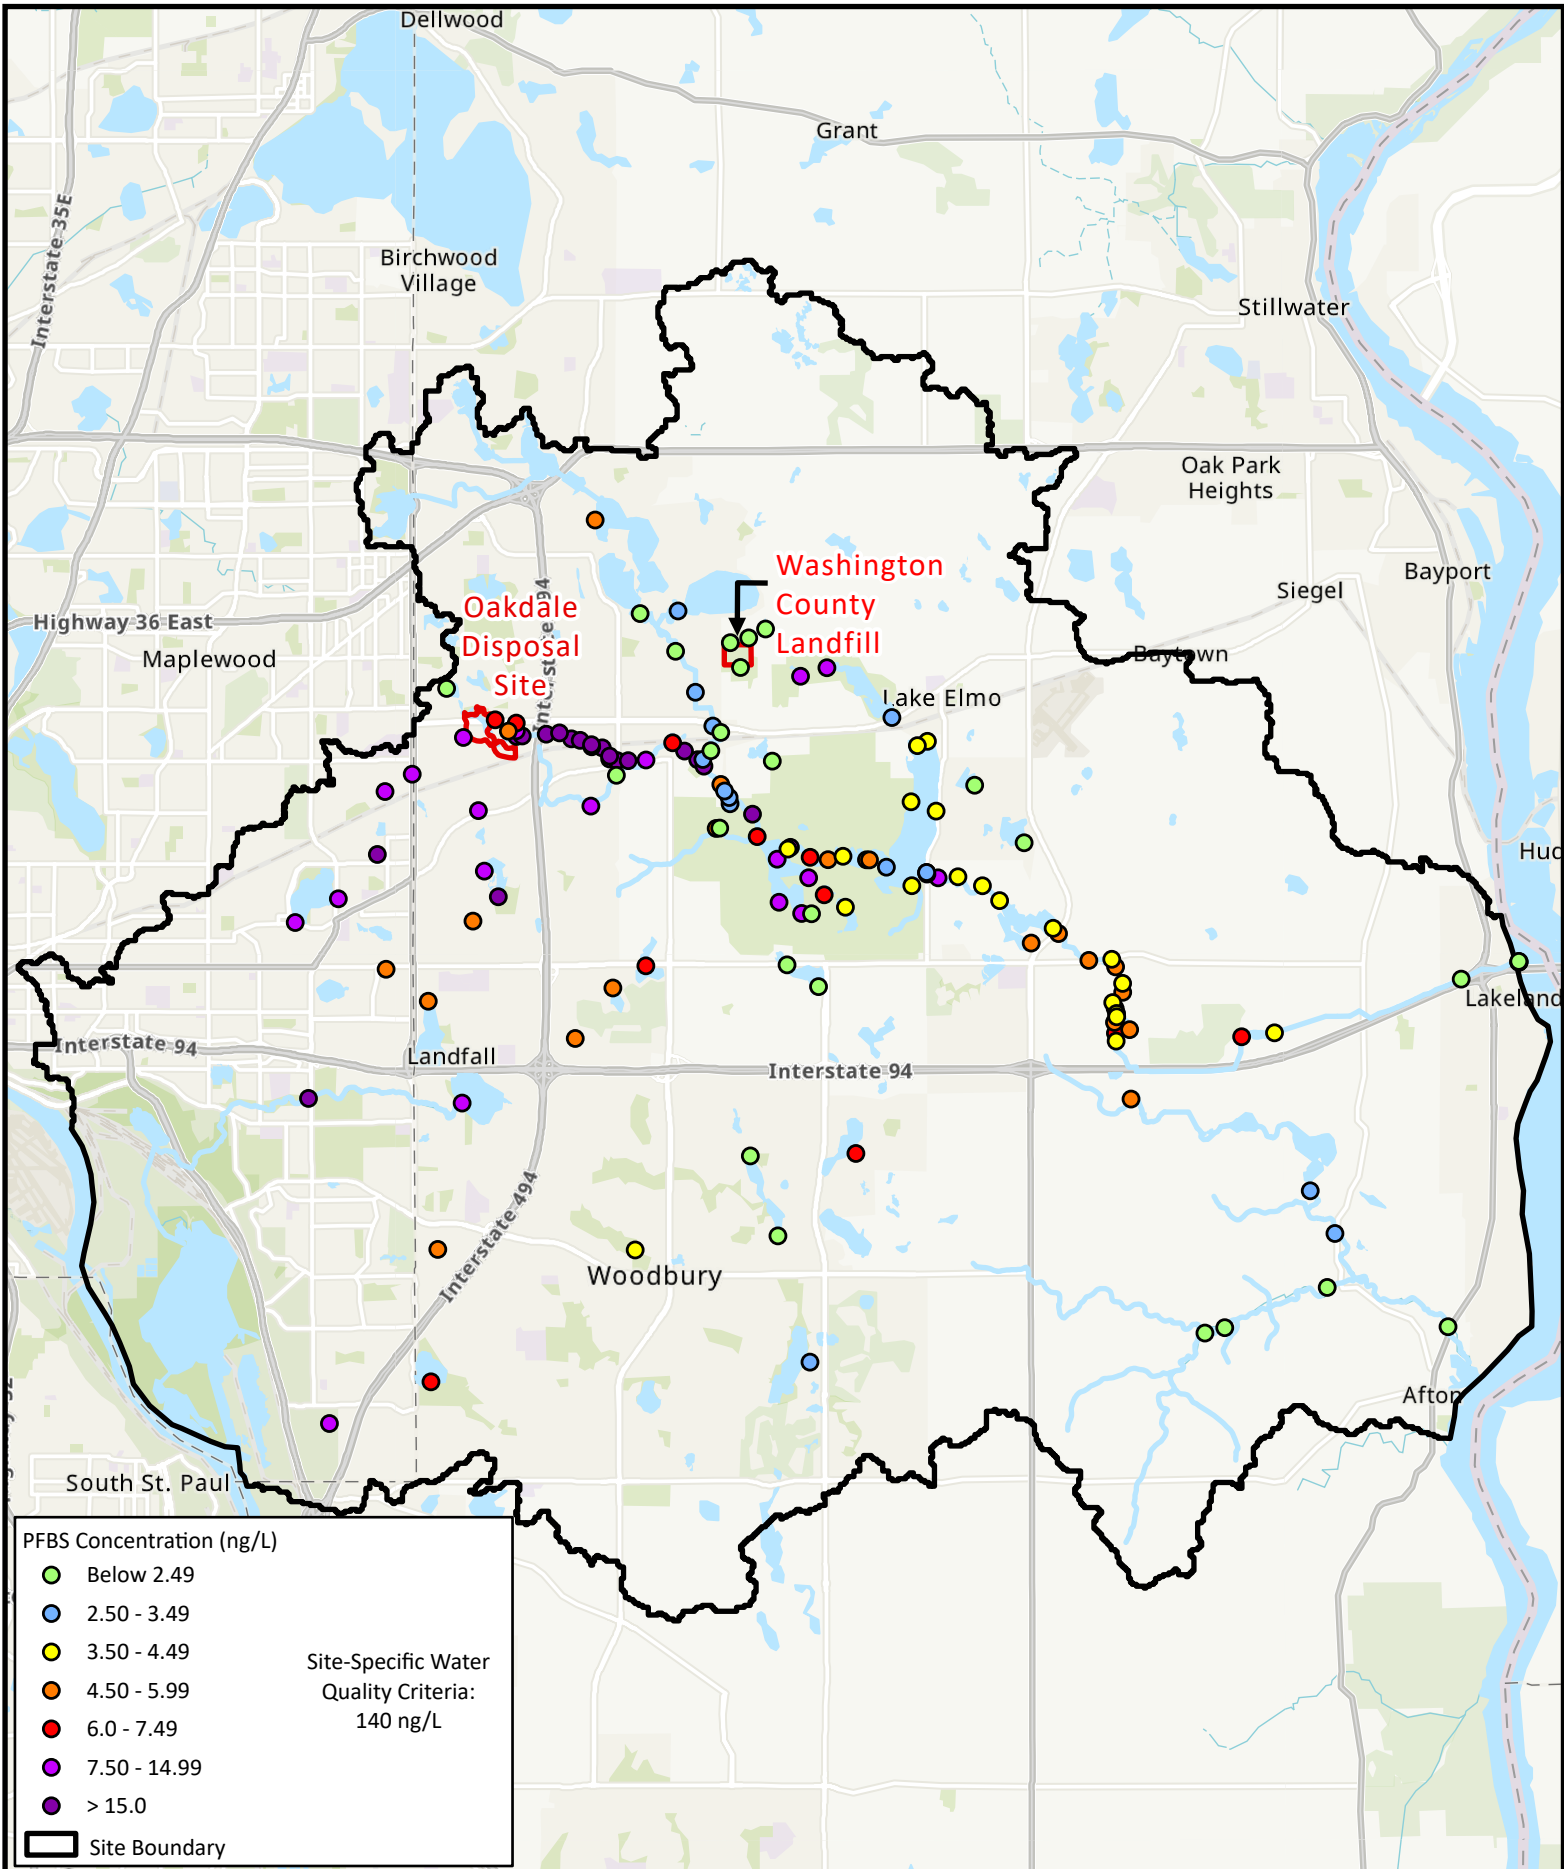 Dellwood
Grant
Interstate 35E
Birchwood
Village
Stillwater
Oak Park
Heights
Bayport
Siegel
Washington
County
Landfill
Oakdale
Disposal
Site
Highway 36 East
Maplewood
Baytown
Lake Elmo
Lakeland
Interstate 94
Landfall
Interstate 94
Interstate 494
Woodbury
Afton
South St. Paul
PFBS Concentration (ng/L)
Below 2.49
2.50 - 3.49
3.50 - 4.49
4.50 - 5.99
6.0 - 7.49
7.50 - 14.99
> 15.0
Site Boundary
Site-Specific Water
Quality Criteria:
140 ng/L